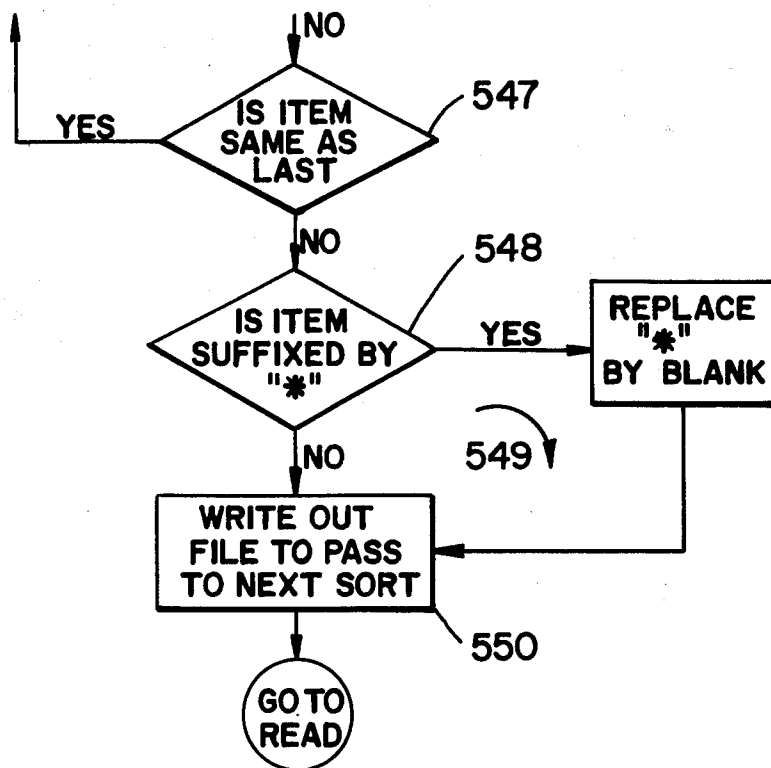 NO
IS ITEM
SAME AS
LAST
547
YES
NO
548
IS ITEM
SUFFIXED BY
"*"
YES
REPLACE
"*"
BY BLANK
NO
549
WRITE OUT
FILE TO PASS
TO NEXT SORT
550
GO TO
READ